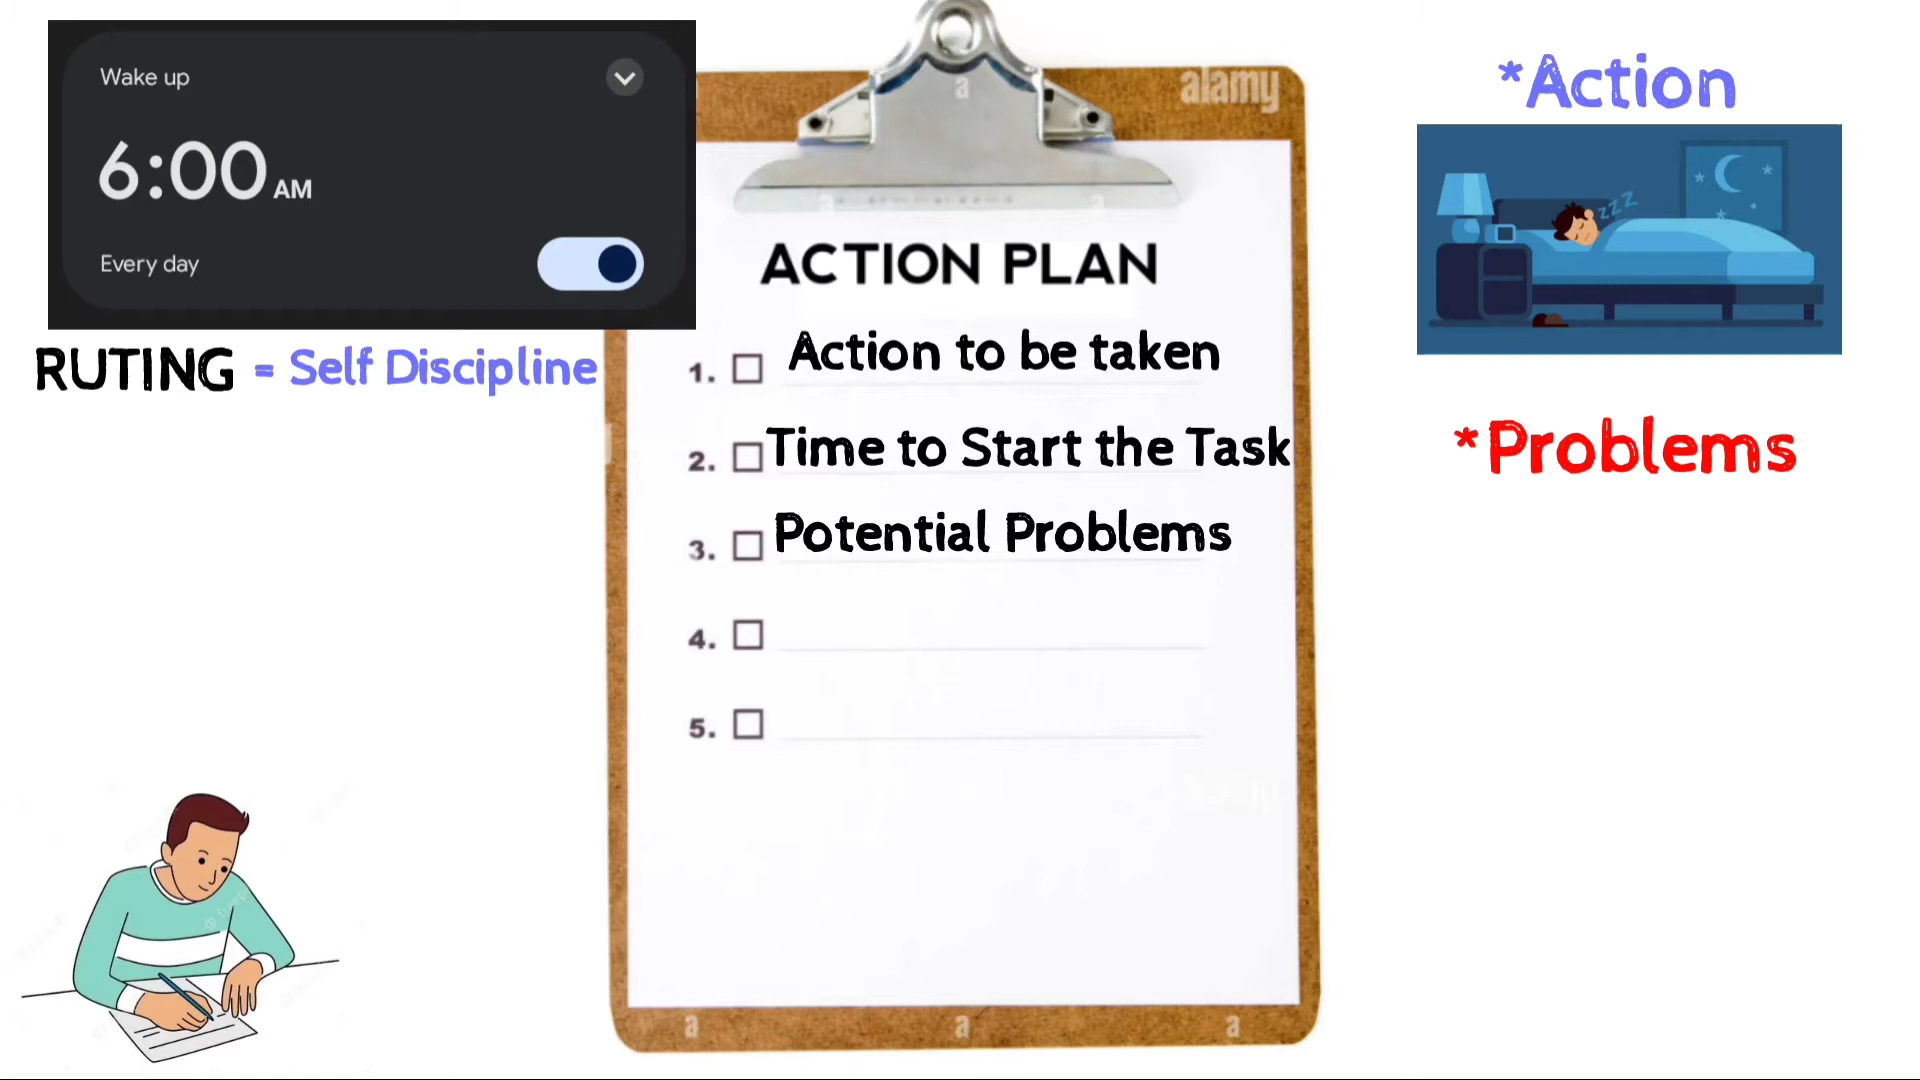 Wake up
6:00 AM
Every day
RUTING = Self Discipline
alamy
a
ACTION PLAN
1. Action to be taken
2. Time to Start the Task
3. Potential Problems
4.
5.
a a a
*Action
zzz
*Problems